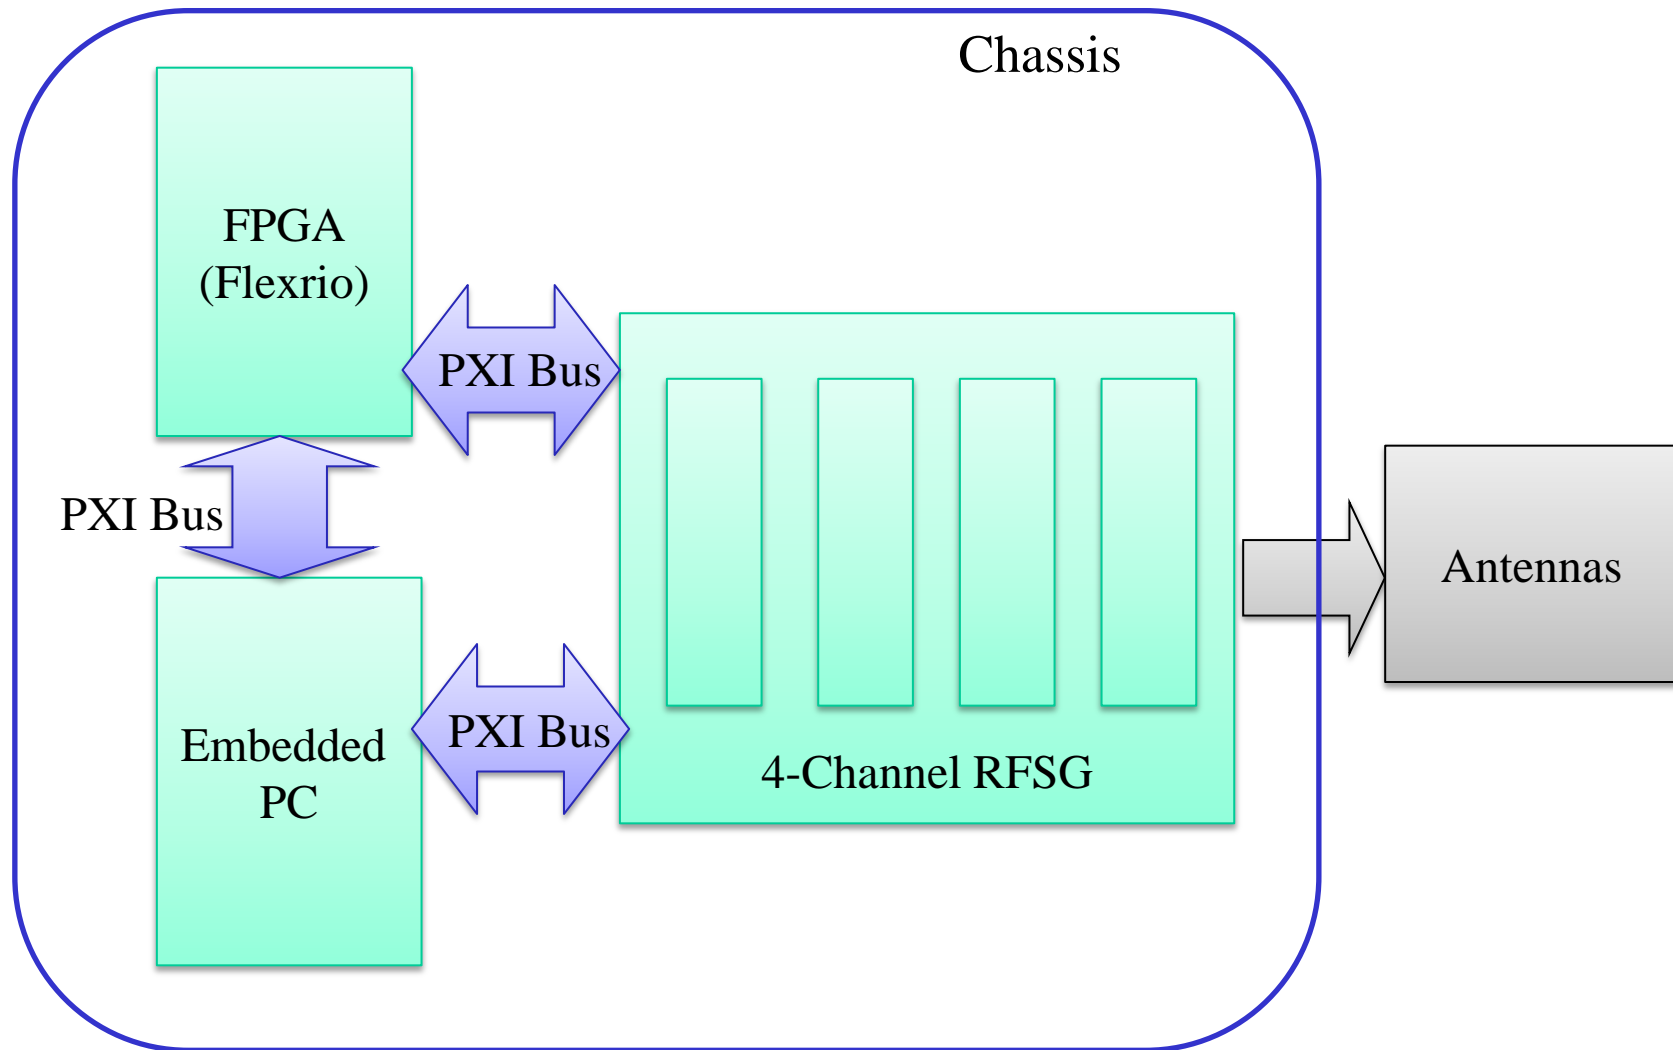 Chassis
FPGA
(Flexrio)
PXI Bus
PXI Bus
Antennas
Embedded
PC
PXI Bus
4-Channel RFSG